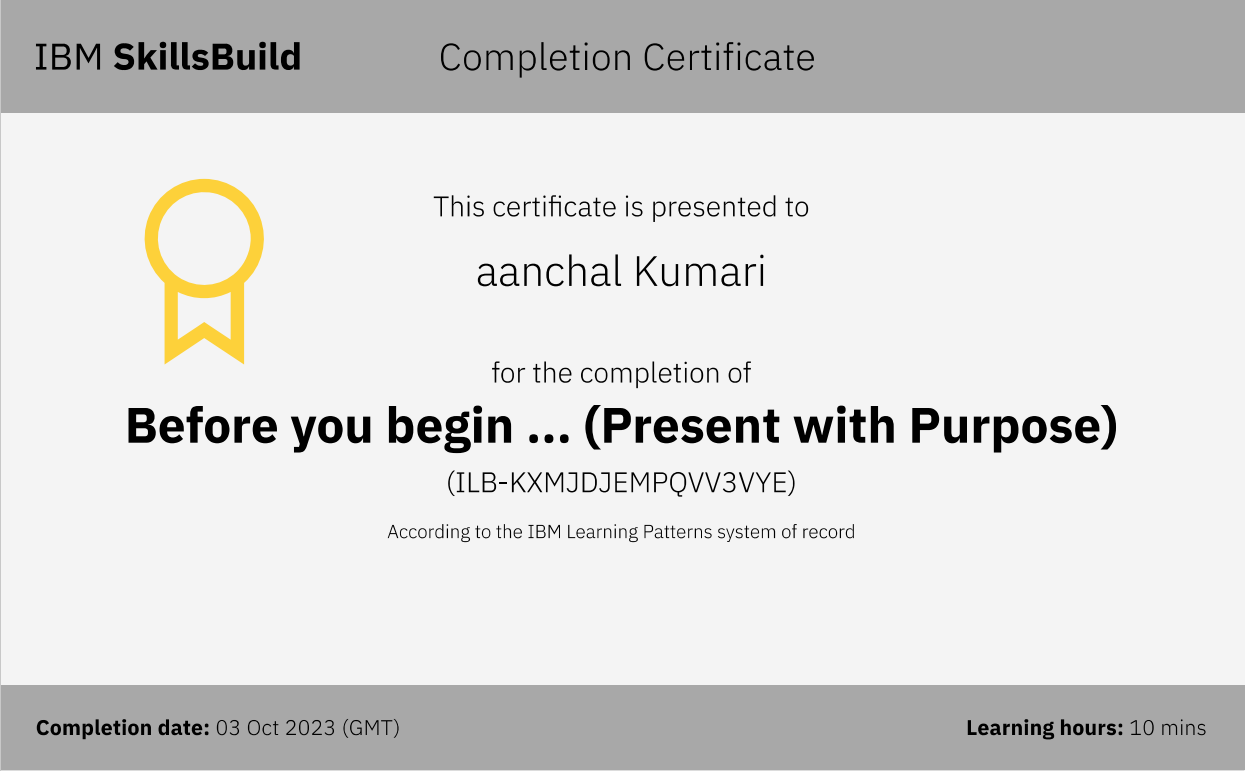 IBM SkillsBuild
Completion Certificate
This certificate is presented to
aanchal Kumari
for the completion of
Before you begin ... (Present with Purpose)
(ILB-KXMJDJEMPQVV3VYE)
According to the IBM Learning Patterns system of record
Completion date: 03 Oct 2023 (GMT)
Learning hours: 10 mins